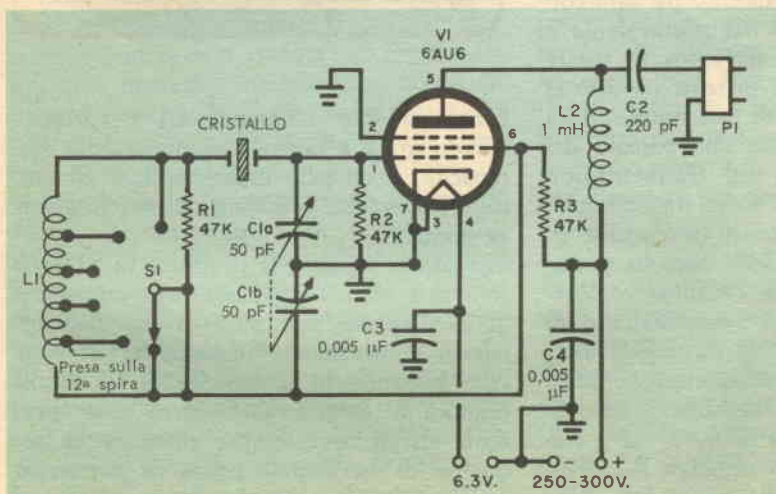 V1
6AU6
5
C2
220 pF
P1
L2
1 mH
2
CRISTALLO
6
1
R1
47K
C1a
50 pF
R2
47K
7
3
4
R3
47K
L1
S1
C1b
50 pF
C3
0,005 µF
C4
0,005
µF
Presa sulla
12ª spira
6.3V.
-
+
250-300V.